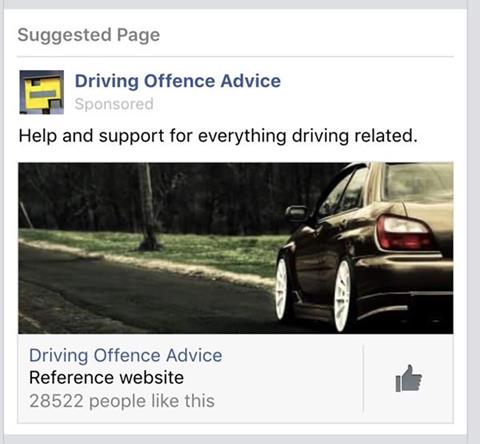 Suggested Page
Driving Offence Advice
Sponsored
Help and support for everything driving related.
Driving Offence Advice
Reference website
28522 people like this